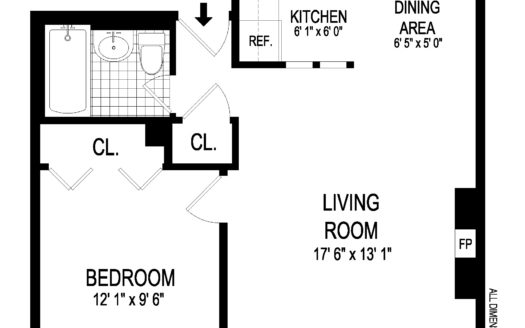 KITCHEN
6' 1" x 6' 0"
DINING
AREA
6' 5" x 5' 0"
REF.
CL.
CL.
LIVING
ROOM
17' 6" x 13' 1"
FP
BEDROOM
12' 1" x 9' 6"
ALL DIMEN